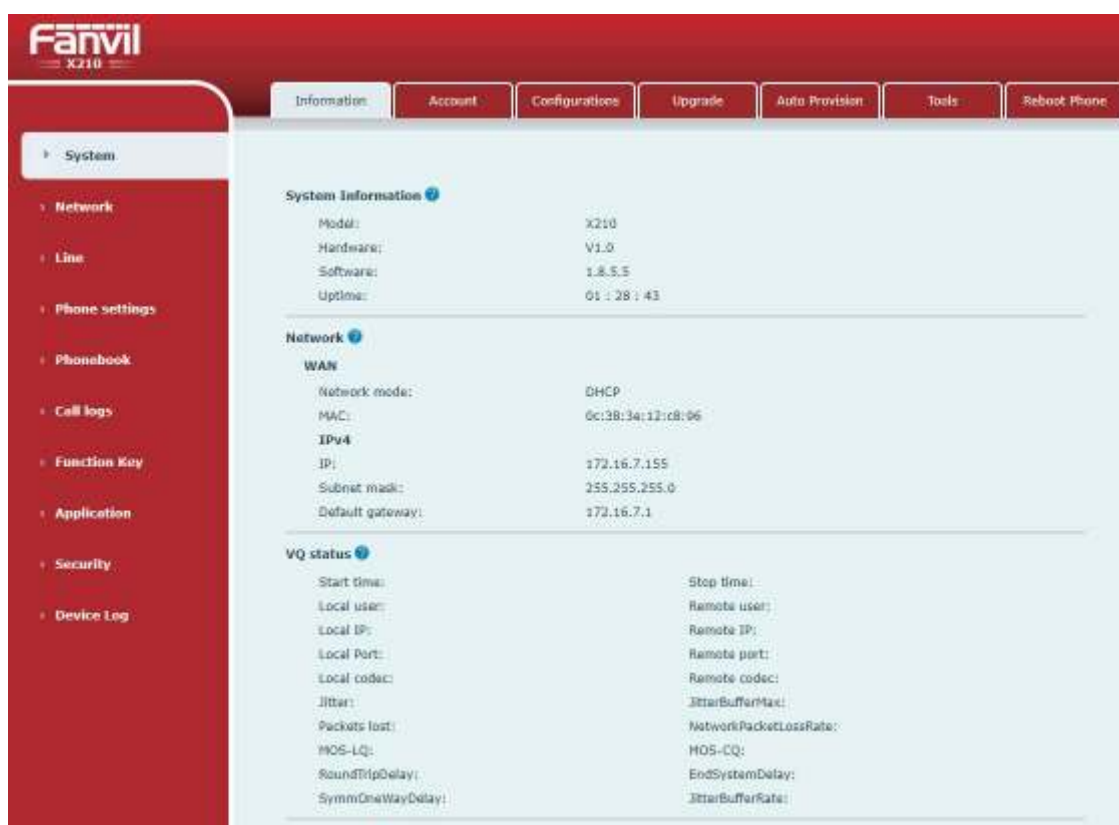 Fanvil
X210
Information Account Configurations Upgrade Auto Provision Tools Reboot Phone
System
Network
Line
Phone settings
Phonebook
Call logs
Function Key
Application
Security
Device Log
System Information
Model: X210
Hardware: V1.0
Software: 1.8.5.5
Uptime: 01 : 28 : 43
Network
WAN
Network mode: DHCP
MAC: 0c:38:3e:12:c8:96
IPv4
IP: 172.16.7.155
Subnet mask: 255.255.255.0
Default gateway: 172.16.7.1
VQ status
Start time: Stop time:
Local user: Remote user:
Local IP: Remote IP:
Local Port: Remote port:
Local codec: Remote codec:
Jitter: JitterBufferMax:
Packets lost: NetworkPacketLossRate:
MOS-LQ: MOS-CQ:
RoundTripDelay: EndSystemDelay:
SymmOneWayDelay: JitterBufferRate: